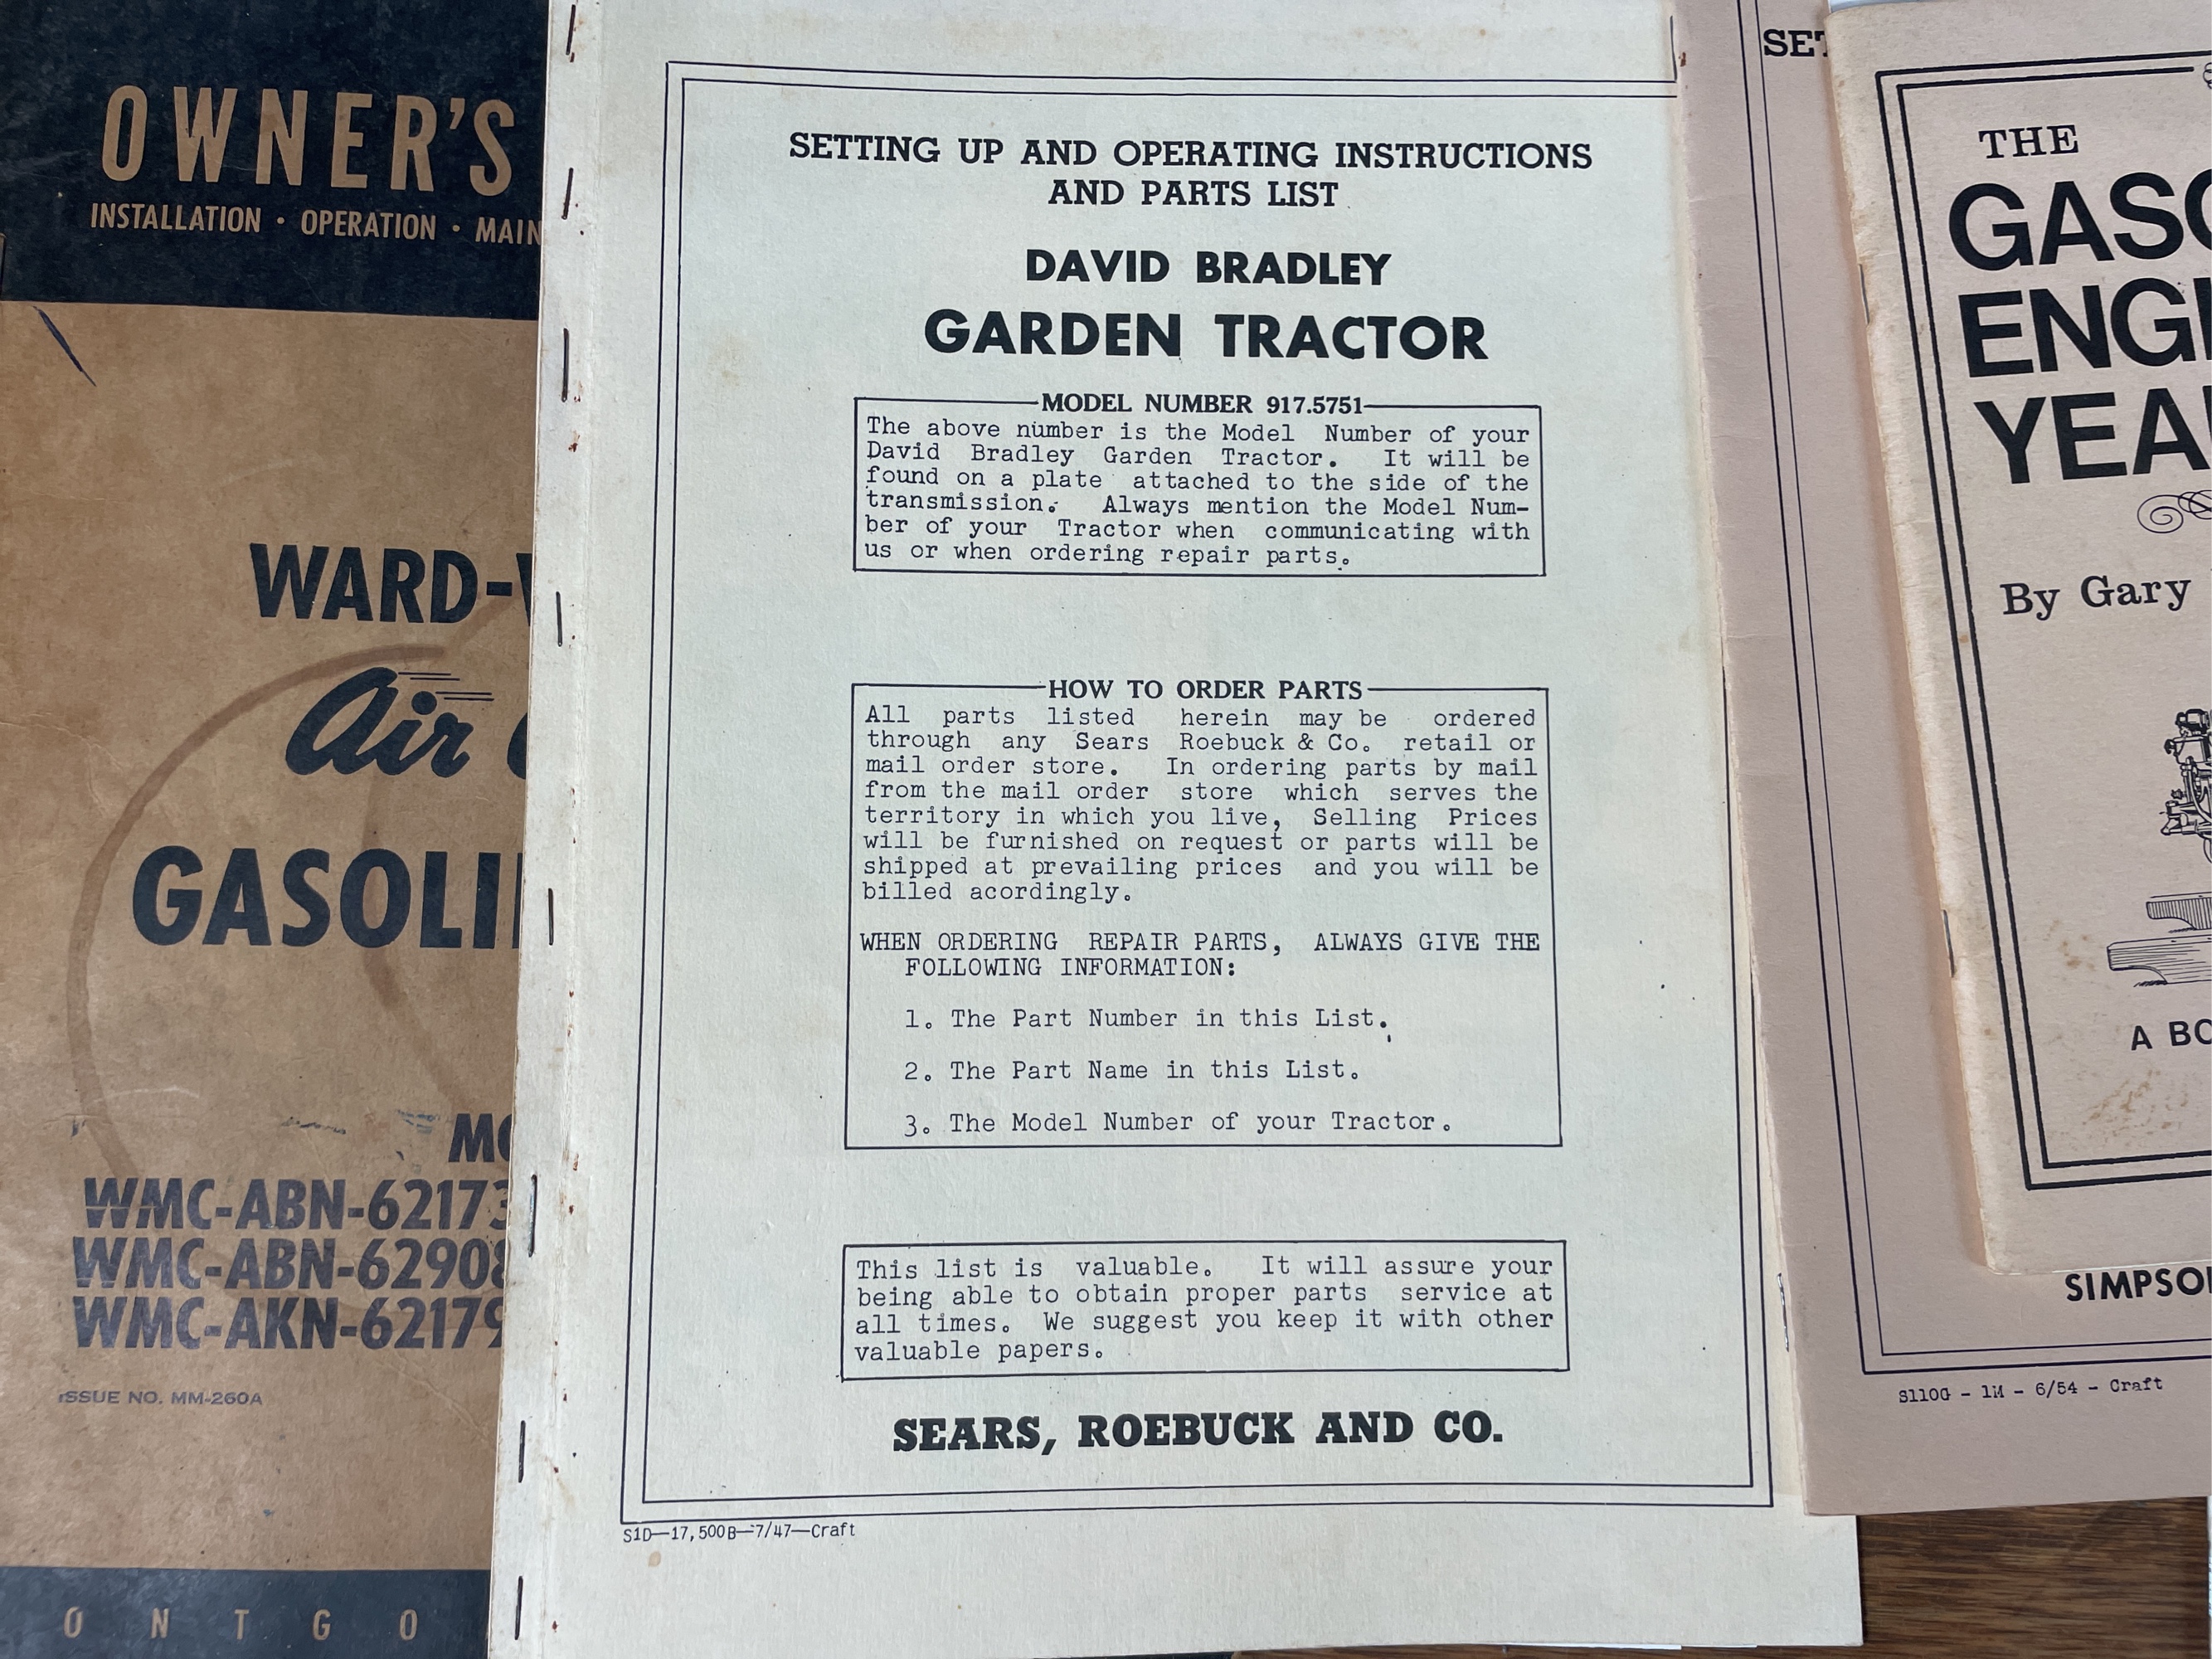 OWNER'S
INSTALLATION • OPERATION •
WARD-
Air
MODEL NUMBER 917.5751
SETTING UP AND OPERATING INSTRUCTIONS
AND PARTS LIST
DAVID BRADLEY
GARDEN TRACTOR
The above number is the Model Number of your
David Bradley Garden Tractor. It will be
found on a plate attached to the side of the
transmission. Always mention the Model Num-
ber of your Tractor when communicating with
us or when ordering repair parts.
HOW TO ORDER PARTS
All parts listed herein may be ordered
through any Sears Roebuck & Co. retail or
mail order store. In ordering parts by mail
from the mail order store which serves the
territory in which you live, Selling Prices
will be furnished on request or parts will be
shipped at prevailing prices and you will be
billed acordingly.
WHEN ORDERING REPAIR PARTS, ALWAYS GIVE THE
FOLLOWING INFORMATION:
1. The Part Number in this List.
2. The Part Name in this List.
3. The Model Number of your Tractor.
This list is valuable. It will assure your
being able to obtain proper parts service at
all times. We suggest you keep it with other
valuable papers.
SEARS, ROEBUCK AND CO.
S1D—17,500B—7/47—Craft
GASOLI
WMC-ABN-6217
WMC-ABN-6290
WMC-AKN-6217
ISSUE NO. MM-260A
O N T G O
SET
THE
GASO
ENGI
YEA
By Gary
A BO
SIMPSO
S110G - 1M - 6/54 - Craft